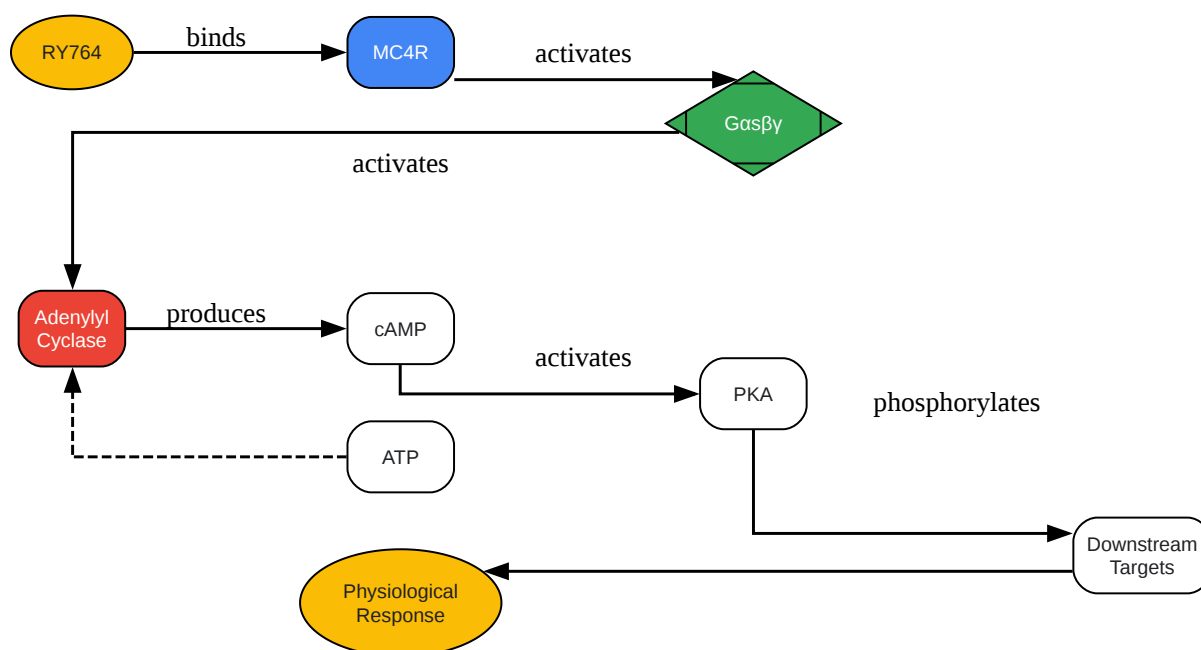 RY764
binds
MC4R
activates
Gαsβγ
activates
Adenylyl
Cyclase
produces
cAMP
activates
PKA
phosphorylates
ATP
Downstream
Targets
Physiological
Response